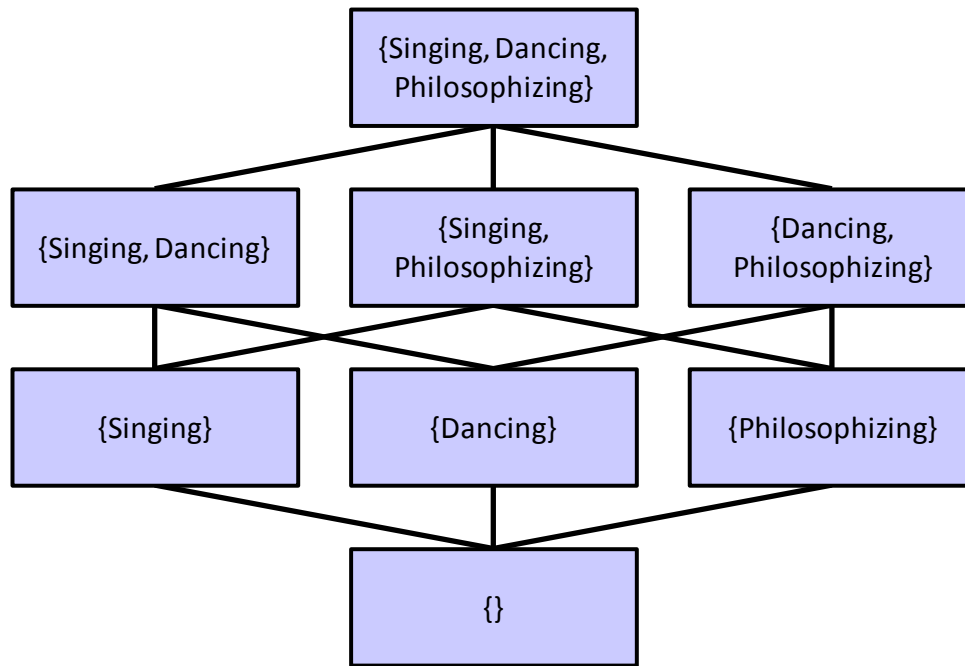 {Singing, Dancing,
Philosophizing}
{Singing, Dancing}
{Singing,
Philosophizing}
{Dancing,
Philosophizing}
{Singing}
{Dancing}
{Philosophizing}
{}